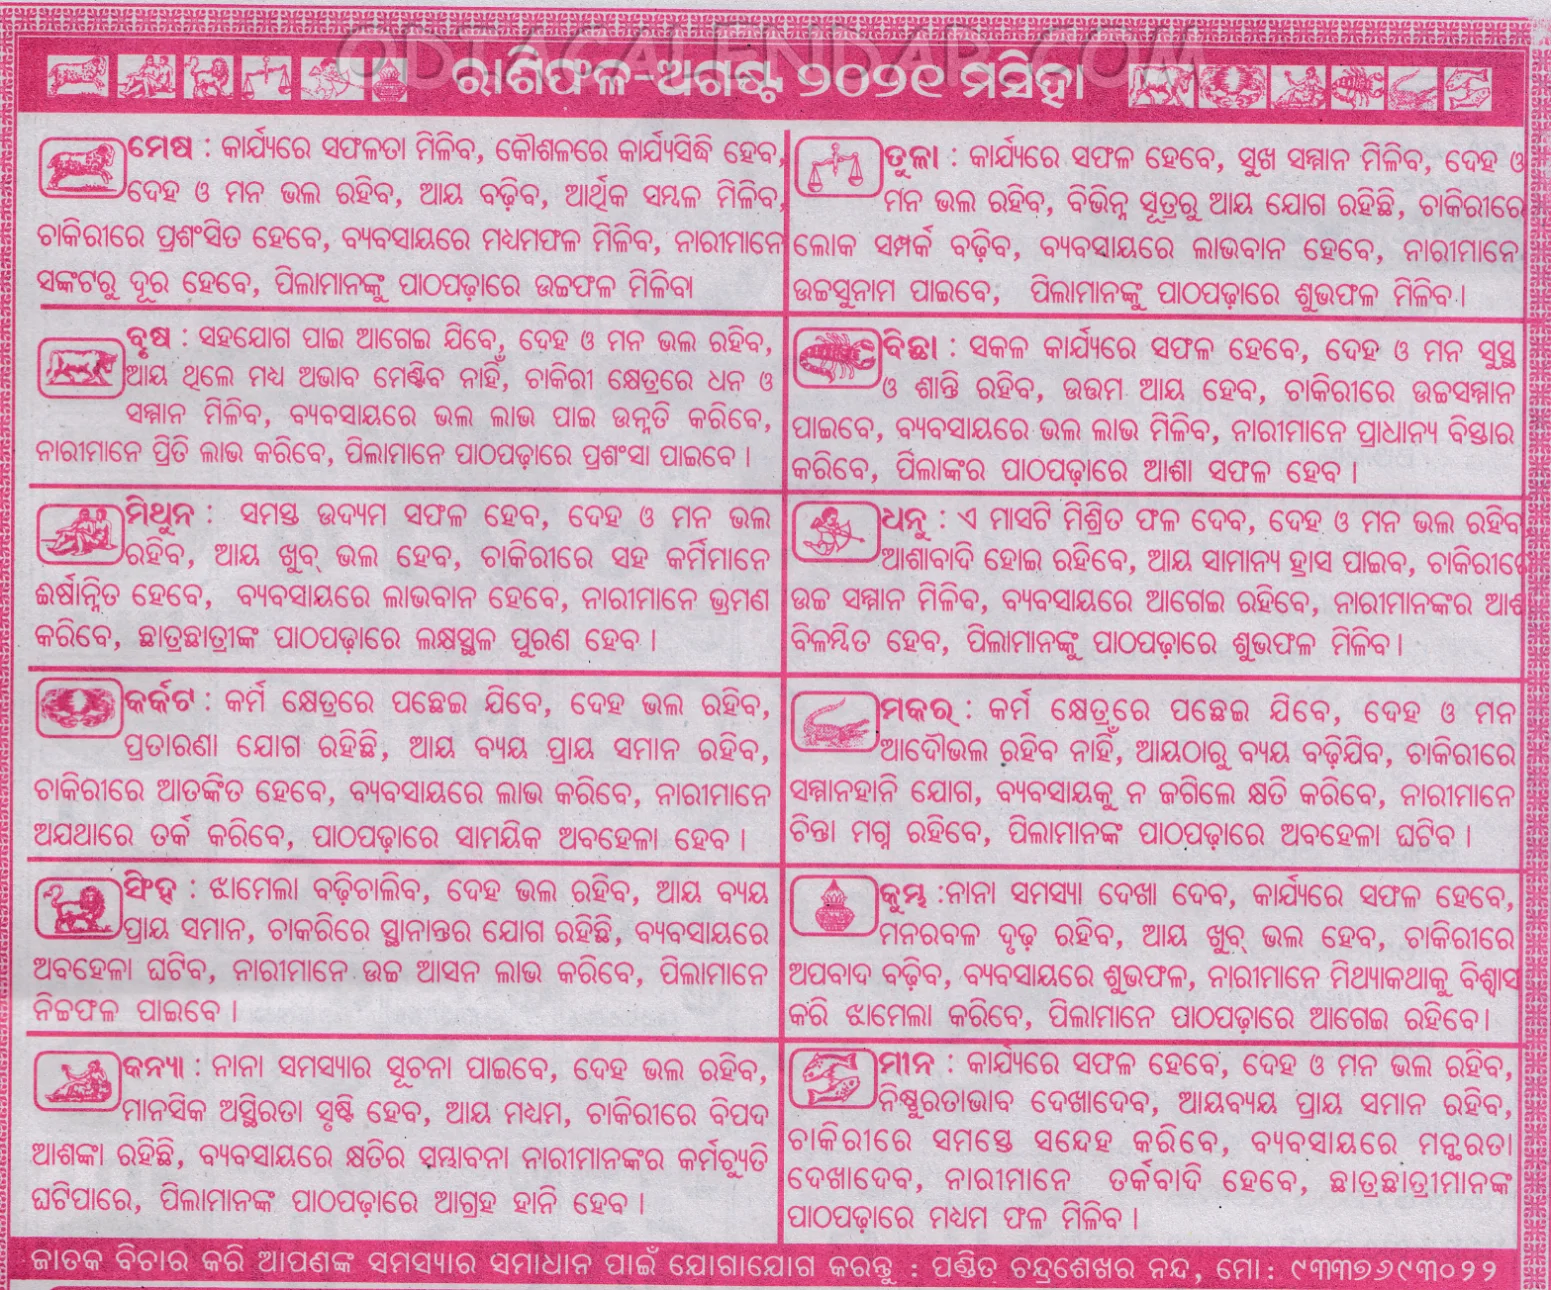 ODIACALENDAR.COM
ରାଶିଫଳ-ଅଗଷ୍ଟ ୨୦୨୧ ମସିହା
ମେଷ : କାର୍ଯ୍ୟରେ ସଫଳତା ମିଳିବ, କୌଶଳରେ କାର୍ଯ୍ୟସିଦ୍ଧି ହେବ,
ଦେହ ଓ ମନ ଭଲ ରହିବ, ଆୟ ବଢ଼ିବ, ଆର୍ଥିକ ସମ୍ବଳ ମିଳିବ,
ଚାକିରୀରେ ପ୍ରଶଂସିତ ହେବେ, ବ୍ୟବସାୟରେ ମଧ୍ୟମଫଳ ମିଳିବ, ନାରୀମାନେ
ସଙ୍କଟରୁ ଦୂର ହେବେ, ପିଲାମାନଙ୍କୁ ପାଠପଢ଼ାରେ ଉଚ୍ଚଫଳ ମିଳିବ।
ବୃଷ : ସହଯୋଗ ପାଇ ଆଗେଇ ଯିବେ, ଦେହ ଓ ମନ ଭଲ ରହିବ,
ଆୟ ଥିଲେ ମଧ୍ୟ ଅଭାବ ମେଣ୍ଟିବ ନାହିଁ, ଚାକିରୀ କ୍ଷେତ୍ରରେ ଧନ ଓ
ସମ୍ମାନ ମିଳିବ, ବ୍ୟବସାୟରେ ଭଲ ଲାଭ ପାଇ ଉନ୍ନତି କରିବେ,
ନାରୀମାନେ ପ୍ରିତି ଲାଭ କରିବେ, ପିଲାମାନେ ପାଠପଢ଼ାରେ ପ୍ରଶଂସା ପାଇବେ।
ମିଥୁନ : ସମସ୍ତ ଉଦ୍ୟମ ସଫଳ ହେବ, ଦେହ ଓ ମନ ଭଲ
ରହିବ, ଆୟ ଖୁବ୍ ଭଲ ହେବ, ଚାକିରୀରେ ସହ କର୍ମିମାନେ
ଈର୍ଷାନ୍ୱିତ ହେବେ, ବ୍ୟବସାୟରେ ଲାଭବାନ ହେବେ, ନାରୀମାନେ ଭ୍ରମଣ
କରିବେ, ଛାତ୍ରଛାତ୍ରୀଙ୍କ ପାଠପଢ଼ାରେ ଲକ୍ଷସ୍ଥଳ ପୁରଣ ହେବ।
କର୍କଟ : କର୍ମ କ୍ଷେତ୍ରରେ ପଛେଇ ଯିବେ, ଦେହ ଭଲ ରହିବ,
ପ୍ରତାରଣା ଯୋଗ ରହିଛି, ଆୟ ବ୍ୟୟ ପ୍ରାୟ ସମାନ ରହିବ,
ଚାକିରୀରେ ଆତଙ୍କିତ ହେବେ, ବ୍ୟବସାୟରେ ଲାଭ କରିବେ, ନାରୀମାନେ
ଅଯଥାରେ ତର୍କ କରିବେ, ପାଠପଢ଼ାରେ ସାମୟିକ ଅବହେଳା ହେବ।
ସିଂହ : ଝାମେଲା ବଢ଼ିଚାଲିବ, ଦେହ ଭଲ ରହିବ, ଆୟ ବ୍ୟୟ
ପ୍ରାୟ ସମାନ, ଚାକରିରେ ସ୍ଥାନାନ୍ତର ଯୋଗ ରହିଛି, ବ୍ୟବସାୟରେ
ଅବହେଳା ଘଟିବ, ନାରୀମାନେ ଉଚ୍ଚ ଆସନ ଲାଭ କରିବେ, ପିଲାମାନେ
ନିଚ୍ଚଫଳ ପାଇବେ।
କନ୍ୟା : ନାନା ସମସ୍ୟାର ସୂଚନା ପାଇବେ, ଦେହ ଭଲ ରହିବ,
ମାନସିକ ଅସ୍ଥିରତା ସୃଷ୍ଟି ହେବ, ଆୟ ମଧ୍ୟମ, ଚାକିରୀରେ ବିପଦ
ଆଶଙ୍କା ରହିଛି, ବ୍ୟବସାୟରେ କ୍ଷତିର ସମ୍ଭାବନା ନାରୀମାନଙ୍କର କର୍ମଚ୍ୟୁତି
ଘଟିପାରେ, ପିଲାମାନଙ୍କ ପାଠପଢ଼ାରେ ଆଗ୍ରହ ହାନି ହେବ।
ତୁଳା : କାର୍ଯ୍ୟରେ ସଫଳ ହେବେ, ସୁଖ ସମ୍ମାନ ମିଳିବ, ଦେହ ଓ
ମନ ଭଲ ରହିବ, ବିଭିନ୍ନ ସୂତ୍ରରୁ ଆୟ ଯୋଗ ରହିଛି, ଚାକିରୀରେ
ଲୋକ ସମ୍ପର୍କ ବଢ଼ିବ, ବ୍ୟବସାୟରେ ଲାଭବାନ ହେବେ, ନାରୀମାନେ
ଉଚ୍ଚସୁନାମ ପାଇବେ, ପିଲାମାନଙ୍କୁ ପାଠପଢ଼ାରେ ଶୁଭଫଳ ମିଳିବ।
ବିଛା : ସକଳ କାର୍ଯ୍ୟରେ ସଫଳ ହେବେ, ଦେହ ଓ ମନ ସୁସ୍ଥ
ଓ ଶାନ୍ତି ରହିବ, ଉତ୍ତମ ଆୟ ହେବ, ଚାକିରୀରେ ଉଚ୍ଚସମ୍ମାନ
ପାଇବେ, ବ୍ୟବସାୟରେ ଭଲ ଲାଭ ମିଳିବ, ନାରୀମାନେ ପ୍ରାଧାନ୍ୟ ବିସ୍ତାର
କରିବେ, ପିଲାଙ୍କର ପାଠପଢ଼ାରେ ଆଶା ସଫଳ ହେବ।
ଧନୁ : ଏ ମାସଟି ମିଶ୍ରିତ ଫଳ ଦେବ, ଦେହ ଓ ମନ ଭଲ ରହିବ
ଆଶାବାଦି ହୋଇ ରହିବେ, ଆୟ ସାମାନ୍ୟ ହ୍ରାସ ପାଇବ, ଚାକିରୀରେ
ଉଚ୍ଚ ସମ୍ମାନ ମିଳିବ, ବ୍ୟବସାୟରେ ଆଗେଇ ରହିବେ, ନାରୀମାନଙ୍କର
ବିଳମ୍ବିତ ହେବ, ପିଲାମାନଙ୍କୁ ପାଠପଢ଼ାରେ ଶୁଭଫଳ ମିଳିବ।
ମକର : କର୍ମ କ୍ଷେତ୍ରରେ ପଛେଇ ଯିବେ, ଦେହ ଓ ମନ
ଆଦୌଭଲ ରହିବ ନାହିଁ, ଆୟଠାରୁ ବ୍ୟୟ ବଢ଼ିଯିବ, ଚାକିରୀରେ
ସମ୍ମାନହାନି ଯୋଗ, ବ୍ୟବସାୟକୁ ନ ଜଗିଲେ କ୍ଷତି କରିବେ, ନାରୀମାନେ
ଚିନ୍ତା ମଗ୍ନ ରହିବେ, ପିଲାମାନଙ୍କ ପାଠପଢ଼ାରେ ଅବହେଳା ଘଟିବ।
କୁମ୍ଭ :ନାନା ସମସ୍ୟା ଦେଖା ଦେବ, କାର୍ଯ୍ୟରେ ସଫଳ ହେବେ,
ମନରବଳ ଦୃଢ଼ ରହିବ, ଆୟ ଖୁବ୍ ଭଲ ହେବ, ଚାକିରୀରେ
ଅପବାଦ ବଢ଼ିବ, ବ୍ୟବସାୟରେ ଶୁଭଫଳ, ନାରୀମାନେ ମିଥ୍ୟାକଥାକୁ ବିଶ୍ୱାସ
କରି ଝାମେଲା କରିବେ, ପିଲାମାନେ ପାଠପଢ଼ାରେ ଆଗେଇ ରହିବେ।
ମୀନ : କାର୍ଯ୍ୟରେ ସଫଳ ହେବେ, ଦେହ ଓ ମନ ଭଲ ରହିବ,
ନିଷ୍ଠୁରତାଭାବ ଦେଖାଦେବ, ଆୟବ୍ୟୟ ପ୍ରାୟ ସମାନ ରହିବ,
ଚାକିରୀରେ ସମସ୍ତେ ସନ୍ଦେହ କରିବେ, ବ୍ୟବସାୟରେ ମନ୍ଥରତା
ଦେଖାଦେବ, ନାରୀମାନେ ତର୍କବାଦି ହେବେ, ଛାତ୍ରଛାତ୍ରୀମାନଙ୍କ
ପାଠପଢ଼ାରେ ମଧ୍ୟମ ଫଳ ମିଳିବ।
ଜାତକ ବିଚାର କରି ଆପଣଙ୍କ ସମସ୍ୟାର ସମାଧାନ ପାଇଁ ଯୋଗାଯୋଗ କରନ୍ତୁ : ପଣ୍ଡିତ ଚନ୍ଦ୍ରଶେଖର ନନ୍ଦ, ମୋ: ୯୩୩୭୬୯୩୦୨୨